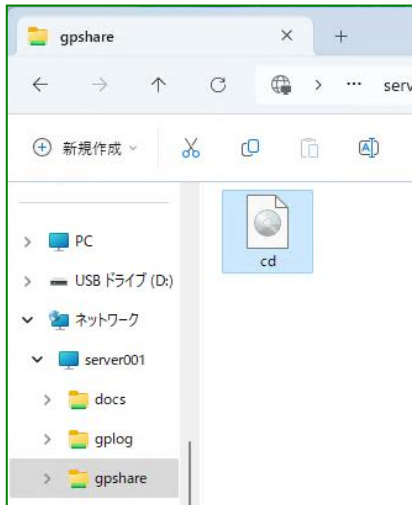 gpshare
serv
新規作成
cd
PC
USB ドライブ (D:)
ネットワーク
server001
docs
gplog
gpshare